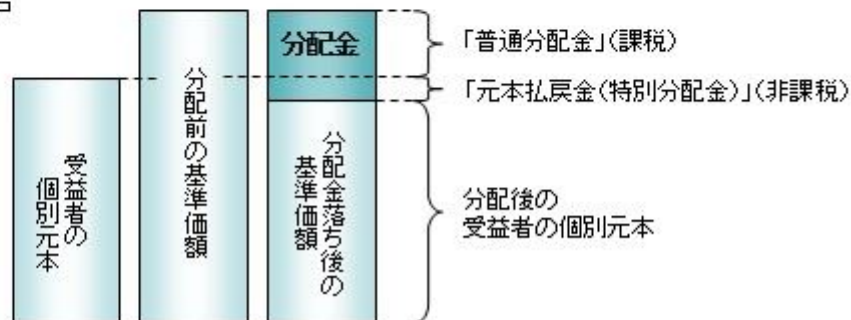 受益者の
個別元本
分配前の基準価額
分配金
分配金落ち後の
基準価額
「普通分配金」(課税)
「元本払戻金(特別分配金)」(非課税)
分配後の
受益者の個別元本